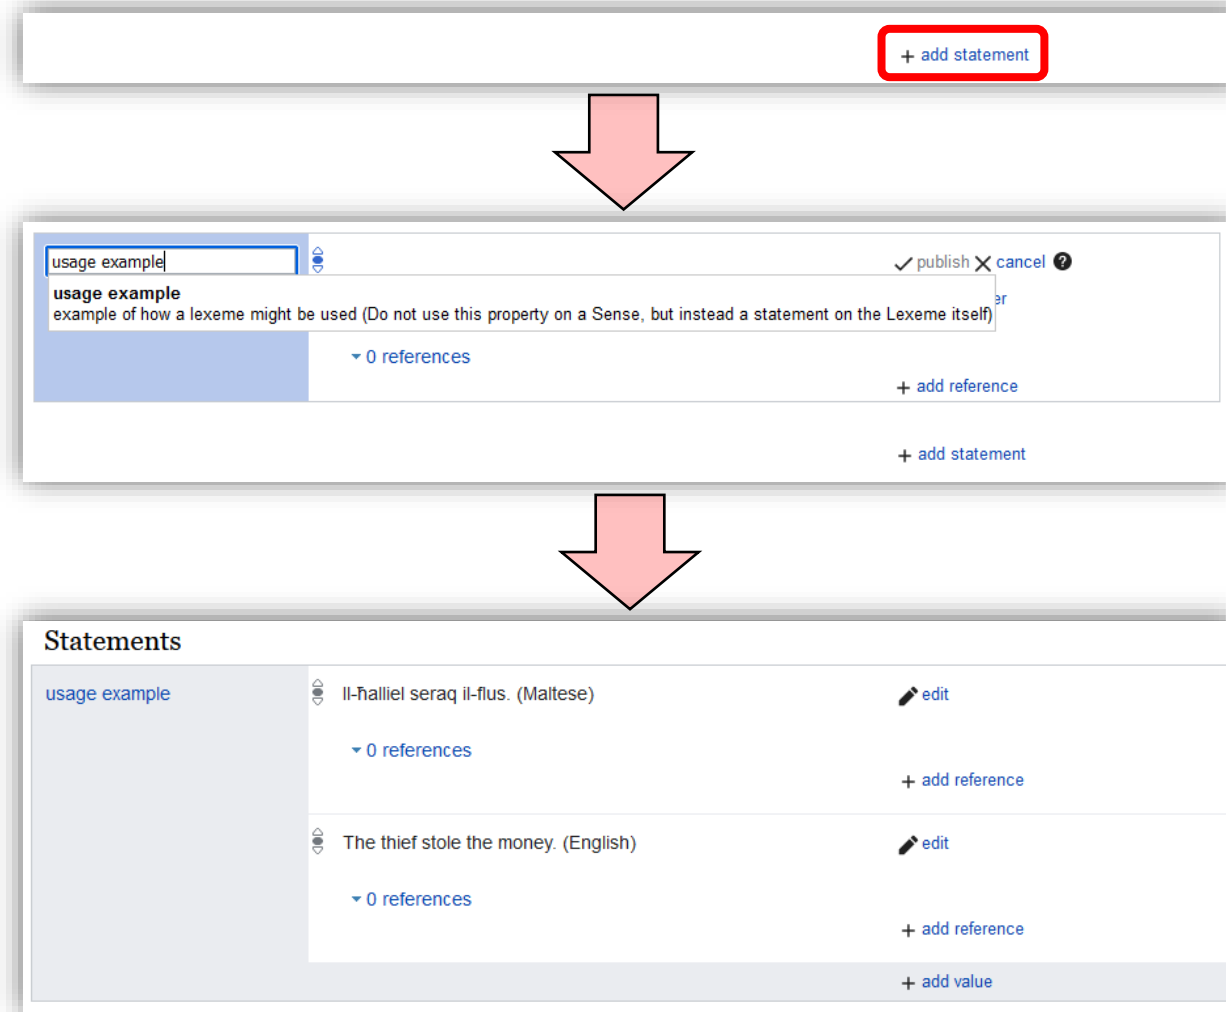 + add statement
usage example
publish cancel
usage example
example of how a lexeme might be used (Do not use this property on a Sense, but instead a statement on the Lexeme itself)
0 references
+ add reference
+ add statement
Statements
usage example
Il-ħalliel seraq il-flus. (Maltese)
edit
0 references
+ add reference
The thief stole the money. (English)
edit
0 references
+ add reference
+ add value